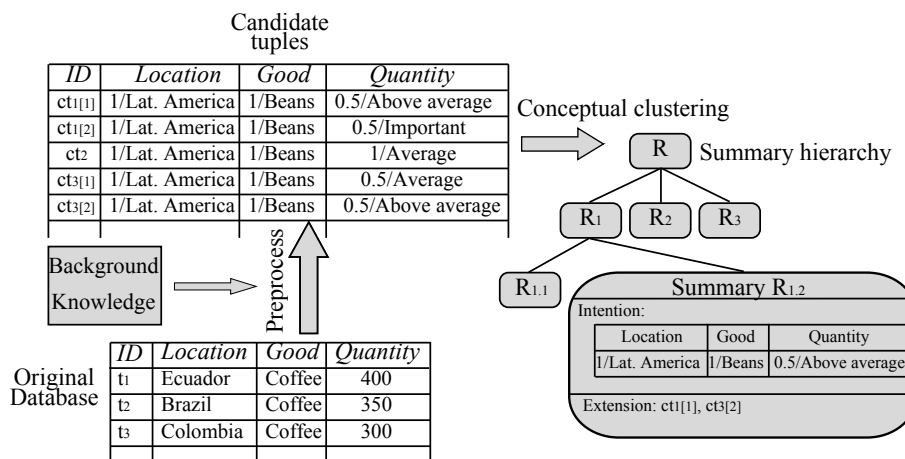 Candidate
tuples
ID Location Good Quantity
ct1[1] 1/Lat. America 1/Beans 0.5/Above average
ct1[2] 1/Lat. America 1/Beans 0.5/Important
ct2 1/Lat. America 1/Beans 1/Average
ct3[1] 1/Lat. America 1/Beans 0.5/Average
ct3[2] 1/Lat. America 1/Beans 0.5/Above average
Conceptual clustering
R Summary hierarchy
R1 R2 R3
R1.1
Background
Knowledge
Preprocess
Summary R1.2
Intention:
Location Good Quantity
1/Lat. America 1/Beans 0.5/Above average
Extension: ct1[1], ct3[2]
Original
Database
ID Location Good Quantity
t1 Ecuador Coffee 400
t2 Brazil Coffee 350
t3 Colombia Coffee 300